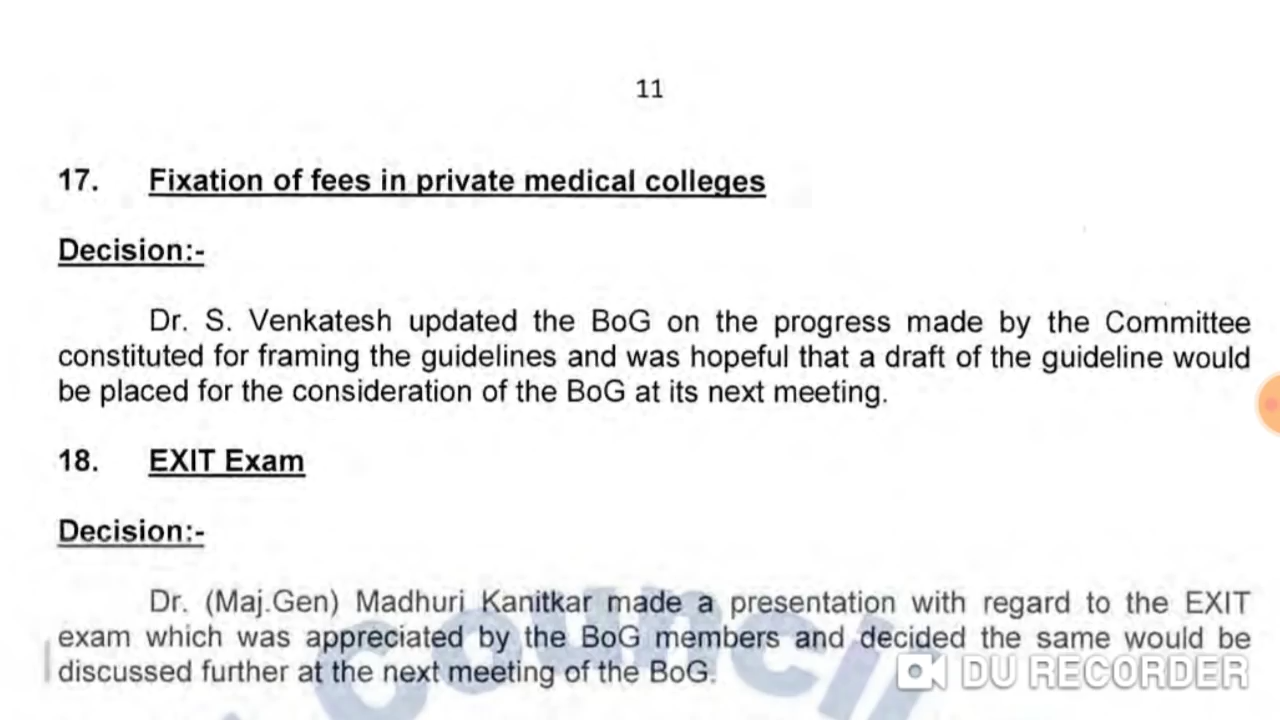 11
17. Fixation of fees in private medical colleges
Decision:-
Dr. S. Venkatesh updated the BoG on the progress made by the Committee
constituted for framing the guidelines and was hopeful that a draft of the guideline would
be placed for the consideration of the BoG at its next meeting.
18. EXIT Exam
Decision:-
Dr. (Maj.Gen) Madhuri Kanitkar made a presentation with regard to the EXIT
exam which was appreciated by the BoG members and decided the same would be
discussed further at the next meeting of the BoG.
Council
DU RECORDER